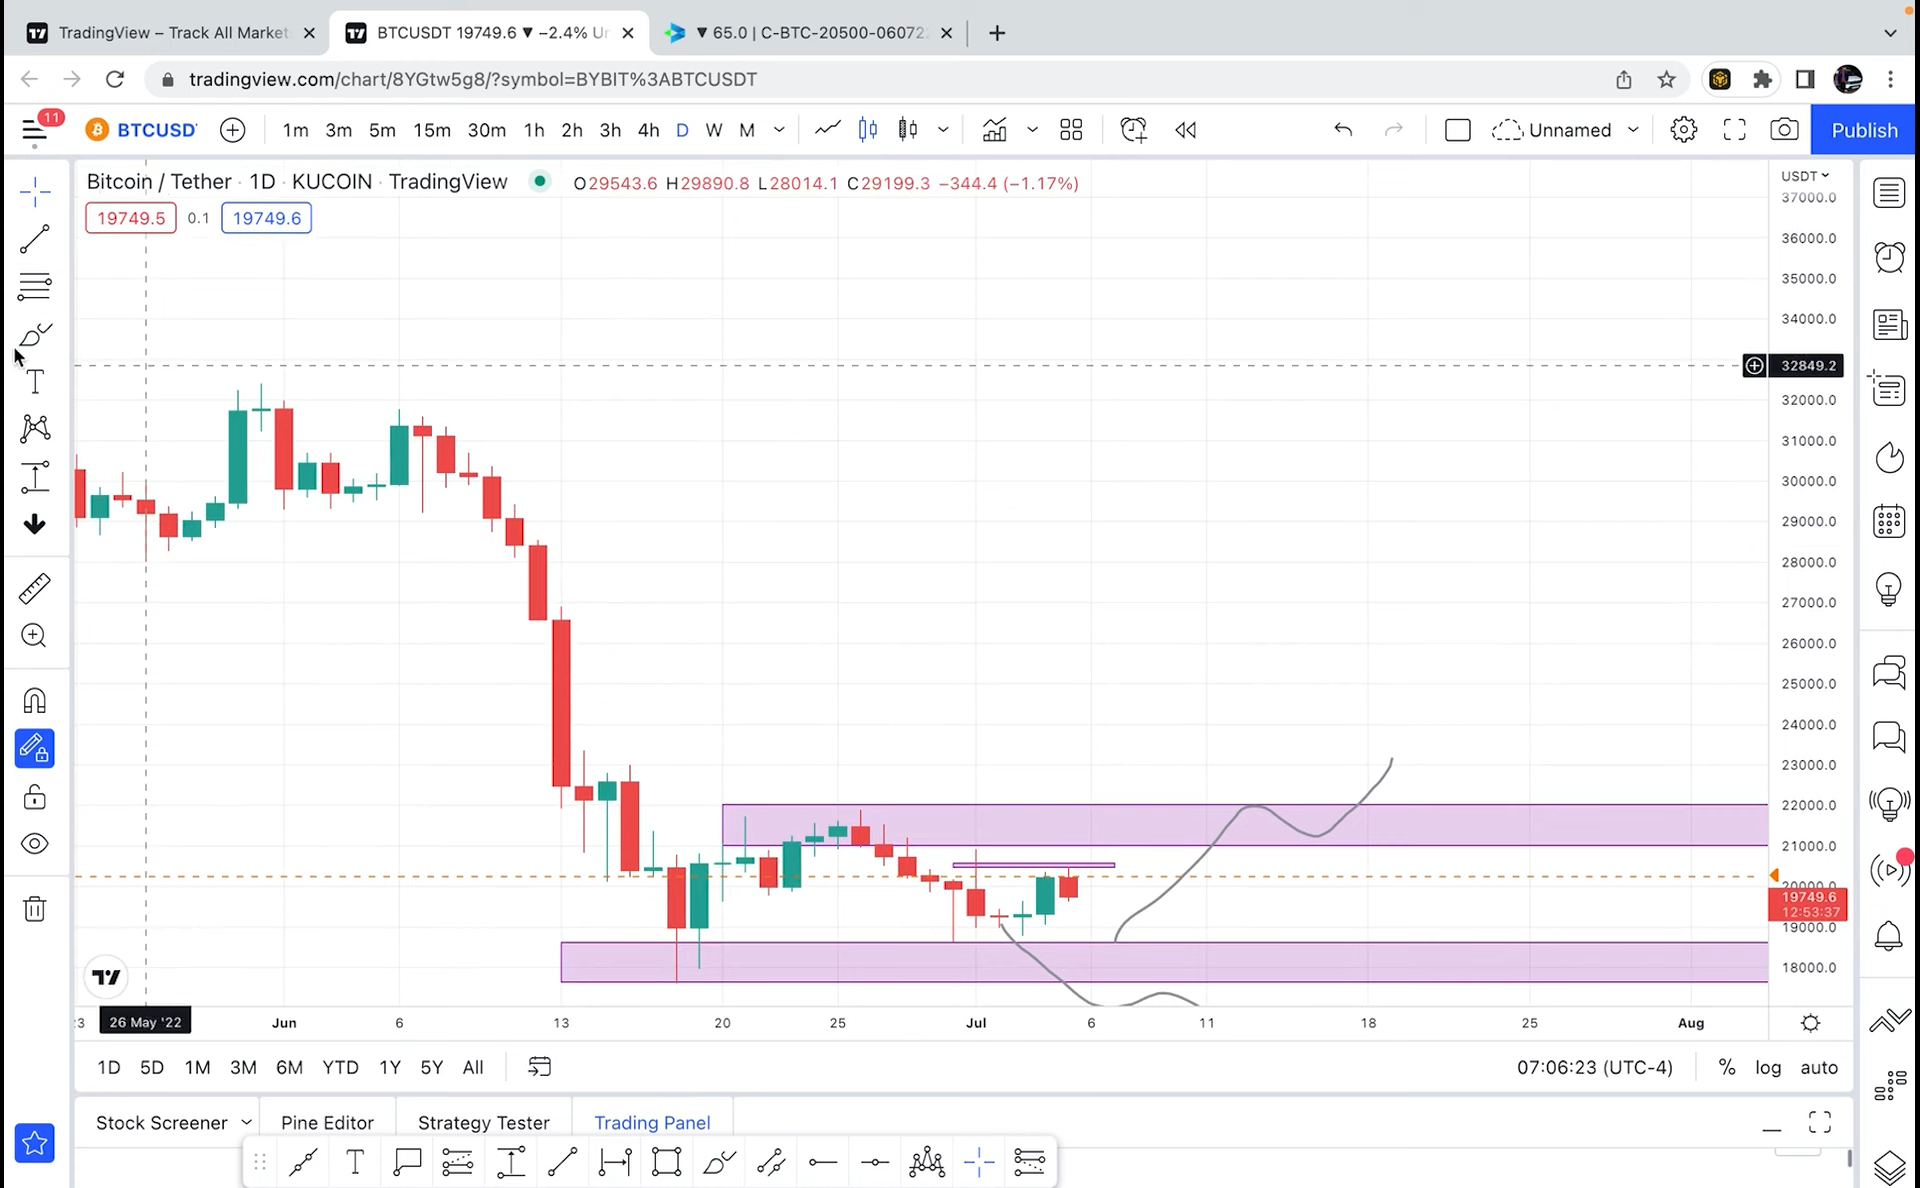 TradingView – Track All Market
BTCUSDT 19749.6 ▼ −2.4% Un
▼ 65.0 | C-BTC-20500-060722
tradingview.com/chart/8YGtw5g8/?symbol=BYBIT%3ABTCUSDT
11
BTCUSD
1m 3m 5m 15m 30m 1h 2h 3h 4h D W M
Unnamed
Publish
Bitcoin / Tether · 1D · KUCOIN · TradingView
O29543.6 H29890.8 L28014.1 C29199.3 −344.4 (−1.17%)
USDT
19749.5 0.1 19749.6
37000.0
36000.0
35000.0
34000.0
32849.2
32000.0
31000.0
30000.0
29000.0
28000.0
27000.0
26000.0
25000.0
24000.0
23000.0
22000.0
21000.0
20000.0
19749.6
12:53:37
19000.0
18000.0
23 26 May '22 Jun 6 13 20 25 Jul 6 11 18 25 Aug
1D 5D 1M 3M 6M YTD 1Y 5Y All
07:06:23 (UTC-4) % log auto
Stock Screener Pine Editor Strategy Tester Trading Panel